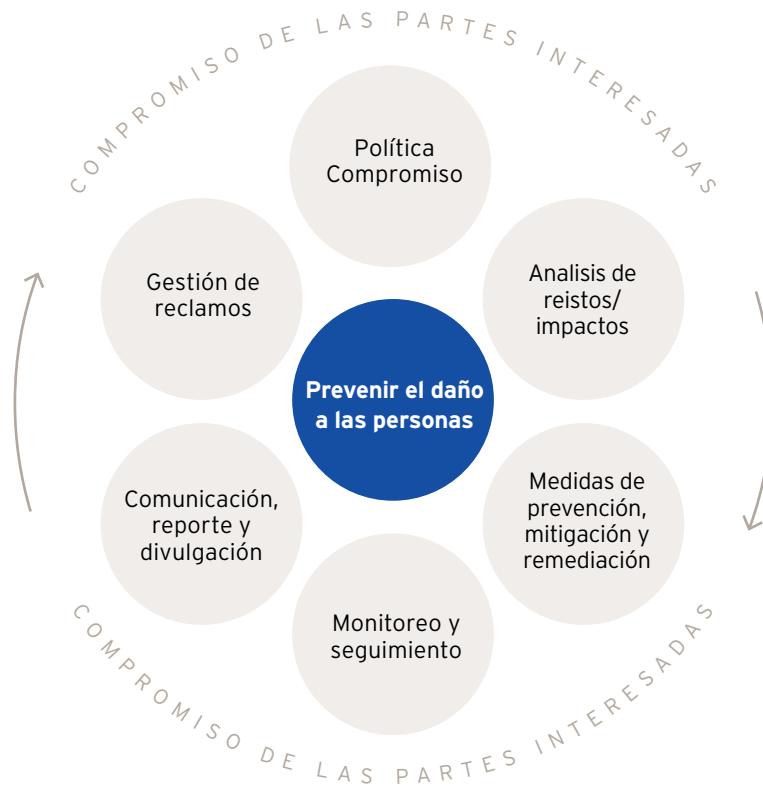 COMPROMISO DE LAS PARTES INTERESADAS
Política
Compromiso
Analisis de
reistos/
impactos
Medidas de
prevención,
mitigación y
remediación
Monitoreo y
seguimiento
Comunicación,
reporte y
divulgación
Gestión de
reclamos
Prevenir el daño
a las personas
COMPROMISO DE LAS PARTES INTERESADAS